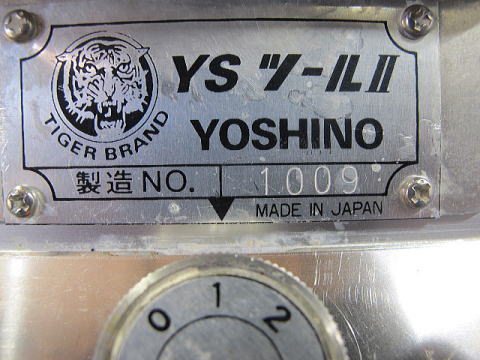 TIGER BRAND
YS ツールII
YOSHINO
製造NO. 1009
MADE IN JAPAN
0 1 2